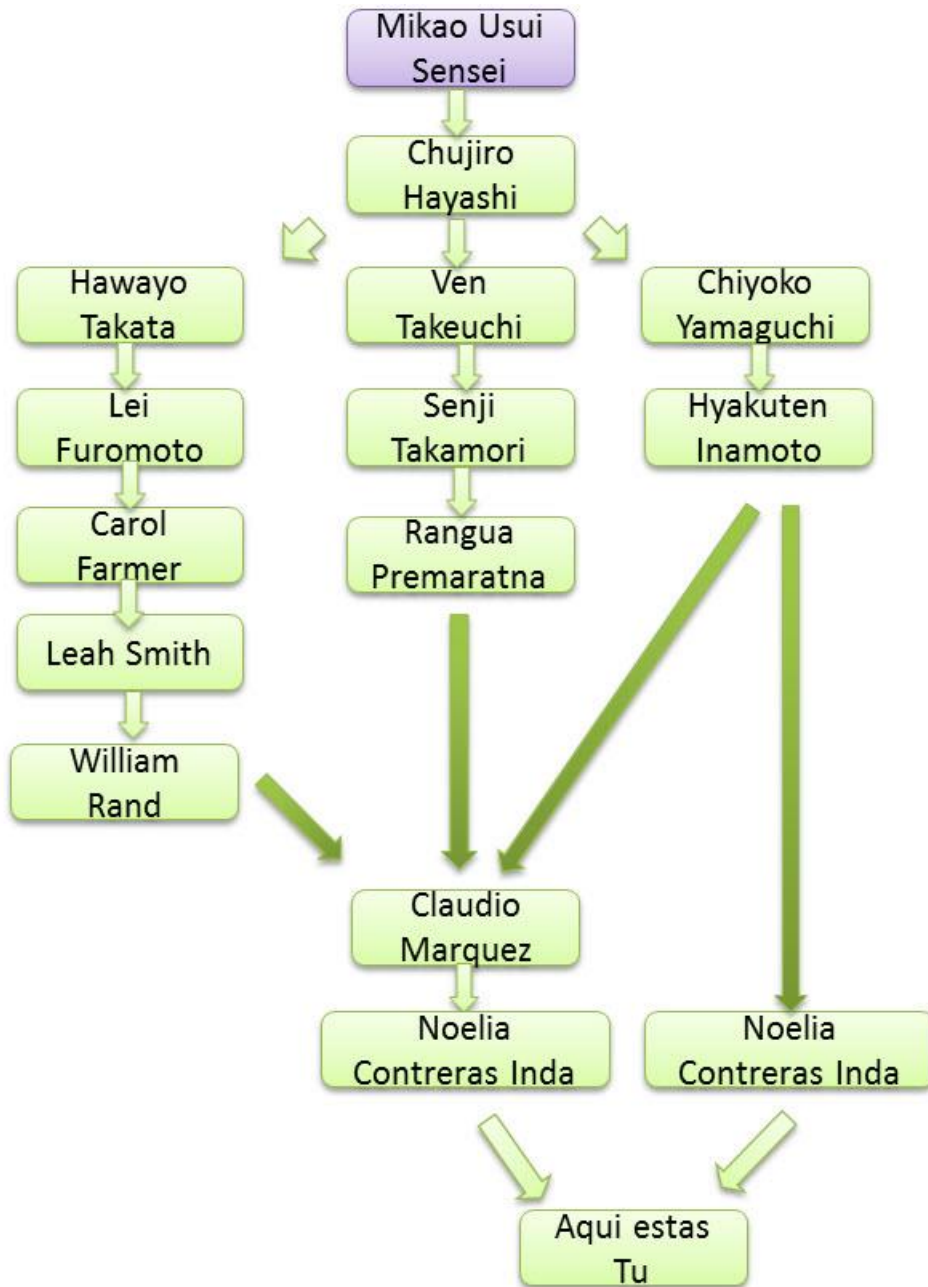 Mikao Usui
Sensei
Chujiro
Hayashi
Hawayo
Takata
Ven
Takeuchi
Chiyoko
Yamaguchi
Lei
Furomoto
Senji
Takamori
Hyakuten
Inamoto
Carol
Farmer
Rangua
Premaratna
Leah Smith
William
Rand
Claudio
Marquez
Noelia
Contreras Inda
Noelia
Contreras Inda
Aqui estas
Tu